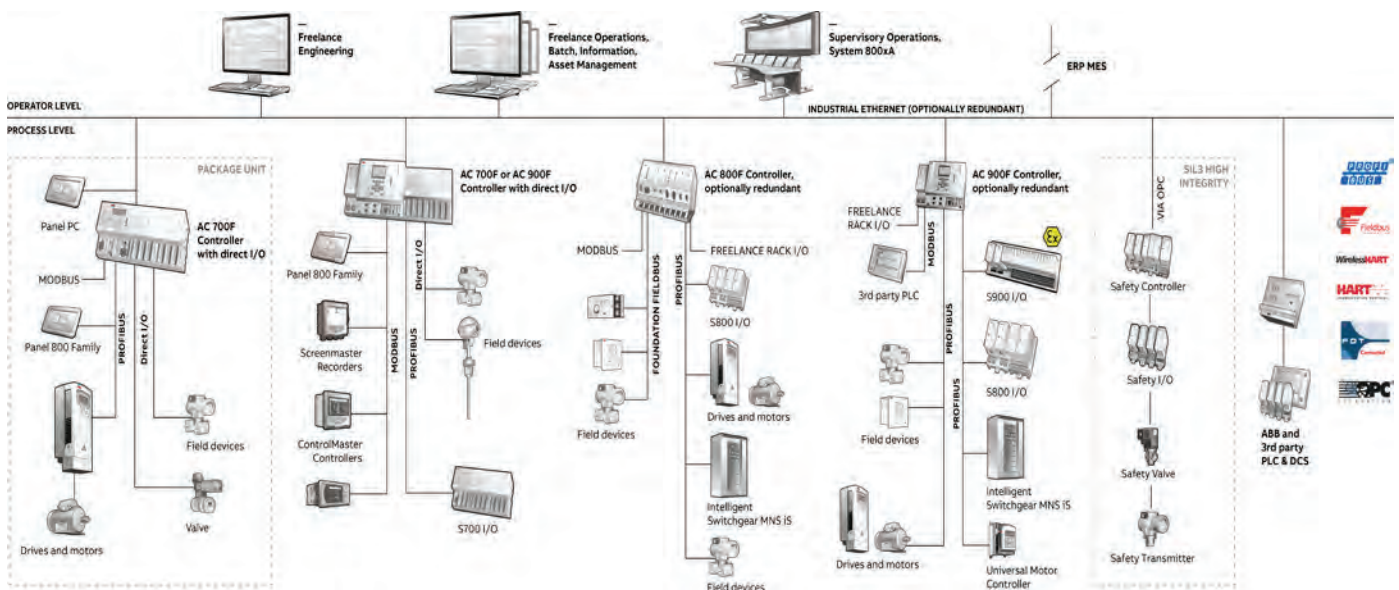 Freelance
Engineering
Freelance Operations,
Batch, Information,
Asset Management
Supervisory Operations,
System 800xA
ERP MES
OPERATOR LEVEL
INDUSTRIAL ETHERNET (OPTIONALLY REDUNDANT)
PROCESS LEVEL
PACKAGE UNIT
Panel PC
AC 700F
Controller
with direct I/O
MODBUS
Panel 800 Family
PROFIBUS
Direct I/O
Field devices
Valve
Drives and motors
AC 700F or AC 900F
Controller with direct I/O
Panel 800 Family
Direct I/O
Screenmaster
Recorders
MODBUS
PROFIBUS
Field devices
ControlMaster
Controllers
S700 I/O
AC 800F Controller,
optionally redundant
MODBUS
FREELANCE RACK I/O
FOUNDATION FIELDBUS
PROFIBUS
S800 I/O
Drives and motors
Field devices
Intelligent
Switchgear MNS iS
Field devices
AC 900F Controller,
optionally redundant
FREELANCE
RACK I/O
MODBUS
3rd party PLC
εx
S900 I/O
PROFIBUS
S800 I/O
Field devices
PROFIBUS
Intelligent
Switchgear MNS iS
Drives and motors
Universal Motor
Controller
SIL3 HIGH
INTEGRITY
VIA OPC
Safety Controller
Safety I/O
Safety Valve
Safety Transmitter
ABB and
3rd party
PLC & DCS
PROFI
BUS
Fieldbus
WirelessHART
HART
FDT
OPC